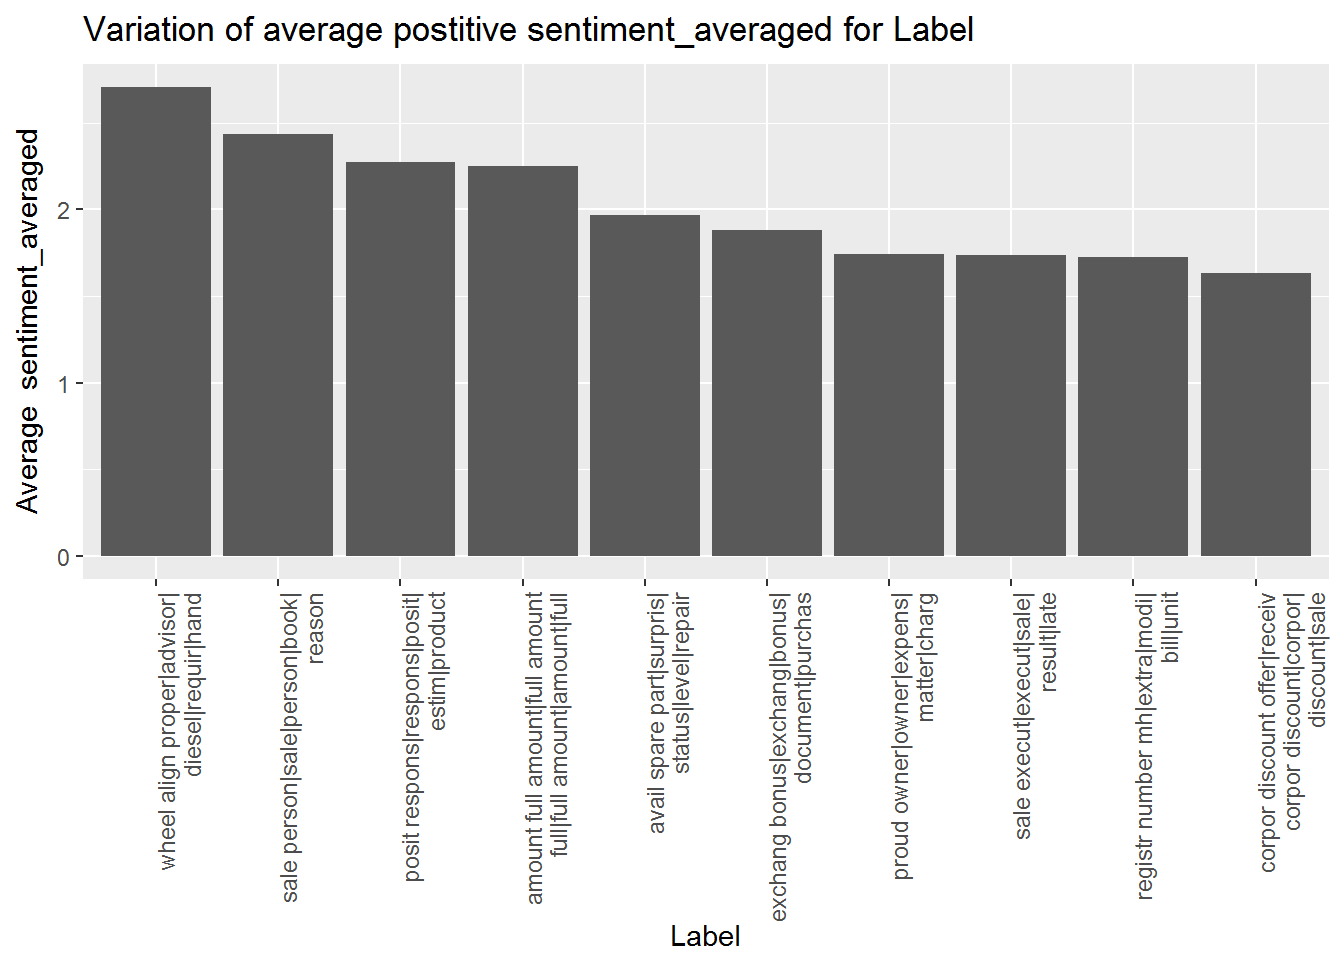 Variation of average postitive sentiment_averaged for Label
Average  sentiment_averaged
2
1
0
wheel align proper|advisor|
diesel|requir|hand
sale person|sale|person|book|
reason
posit respons|respons|posit|
estim|product
amount full amount|full amount
full|full amount|amount|full
avail spare part|surpris|
status|level|repair
exchang bonus|exchang|bonus|
document|purchas
proud owner|owner|expens|
matter|charg
sale execut|execut|sale|
result|late
registr number mh|extra|modi|
bill|unit
corpor discount offer|receiv
corpor discount|corpor|
discount|sale
Label